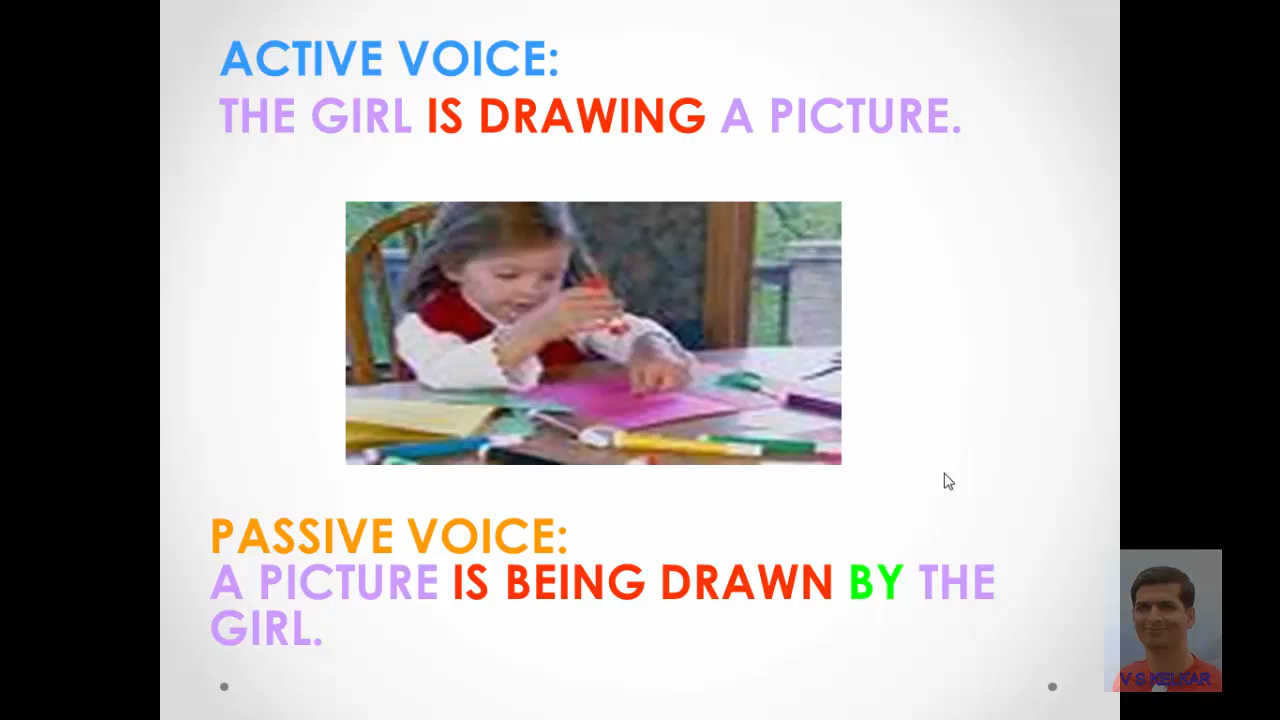 ACTIVE VOICE:
THE GIRL IS DRAWING A PICTURE.
PASSIVE VOICE:
A PICTURE IS BEING DRAWN BY THE
GIRL.
V S KELKAR